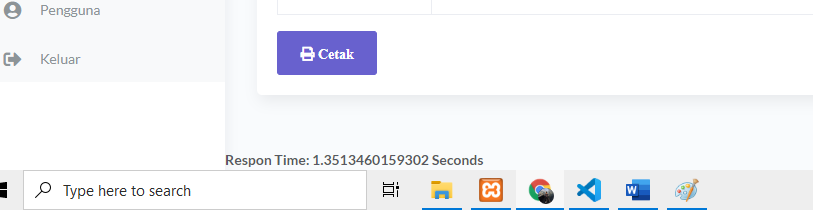 Pengguna
Keluar
Cetak
Respon Time: 1.3513460159302 Seconds
Type here to search